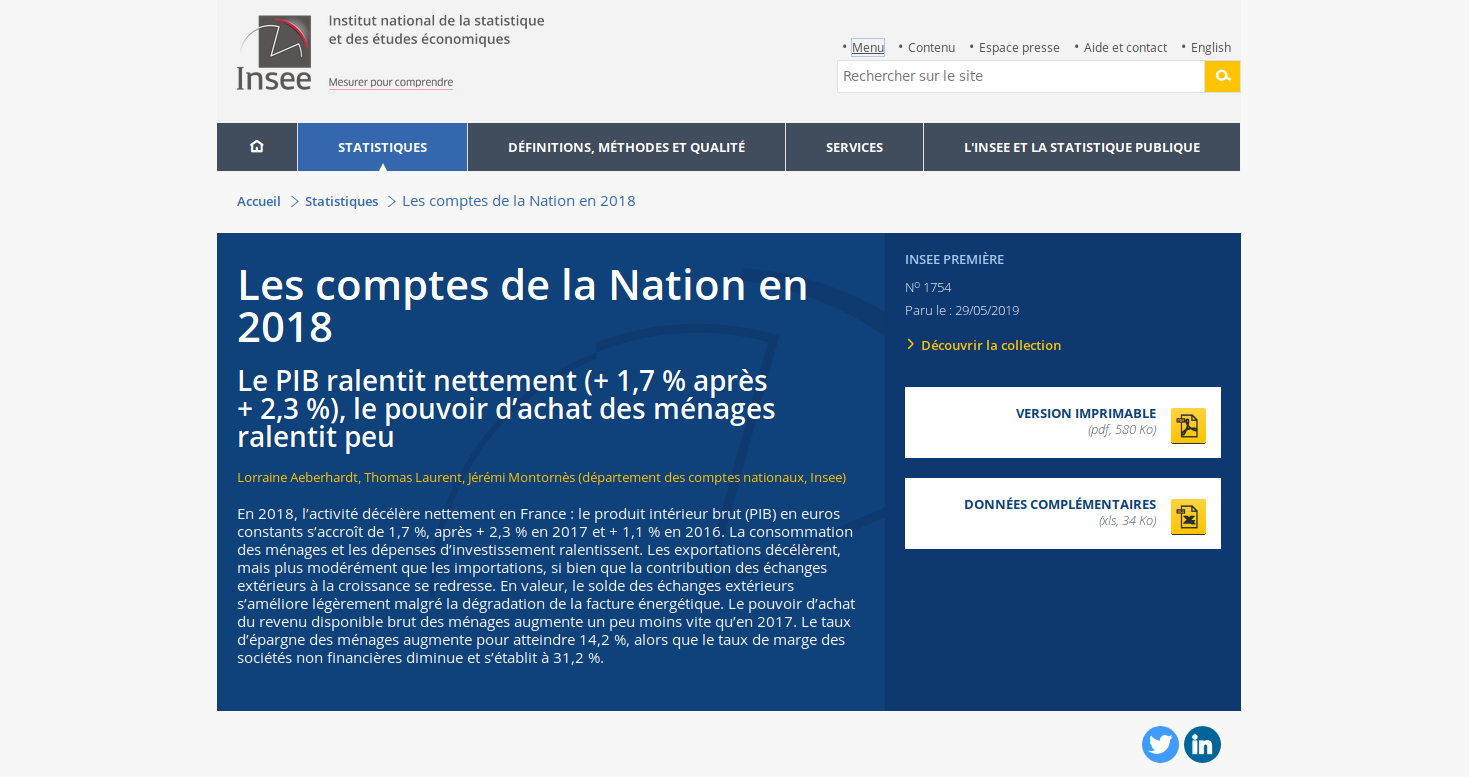 Institut national de la statistique
et des études économiques
Insee
Mesurer pour comprendre
• Menu • Contenu • Espace presse • Aide et contact • English
Rechercher sur le site
STATISTIQUES DÉFINITIONS, MÉTHODES ET QUALITÉ SERVICES L'INSEE ET LA STATISTIQUE PUBLIQUE
Accueil > Statistiques > Les comptes de la Nation en 2018
Les comptes de la Nation en
2018
Le PIB ralentit nettement (+ 1,7 % après
+ 2,3 %), le pouvoir d’achat des ménages
ralentit peu
Lorraine Aeberhardt, Thomas Laurent, Jérémi Montornès (département des comptes nationaux, Insee)
En 2018, l’activité décélère nettement en France : le produit intérieur brut (PIB) en euros
constants s’accroît de 1,7 %, après + 2,3 % en 2017 et + 1,1 % en 2016. La consommation
des ménages et les dépenses d’investissement ralentissent. Les exportations décélèrent,
mais plus modérément que les importations, si bien que la contribution des échanges
extérieurs à la croissance se redresse. En valeur, le solde des échanges extérieurs
s’améliore légèrement malgré la dégradation de la facture énergétique. Le pouvoir d’achat
du revenu disponible brut des ménages augmente un peu moins vite qu’en 2017. Le taux
d’épargne des ménages augmente pour atteindre 14,2 %, alors que le taux de marge des
sociétés non financières diminue et s’établit à 31,2 %.
INSEE PREMIÈRE
Nº 1754
Paru le : 29/05/2019
> Découvrir la collection
VERSION IMPRIMABLE
(pdf, 580 Ko)
DONNÉES COMPLÉMENTAIRES
(xls, 34 Ko)
in